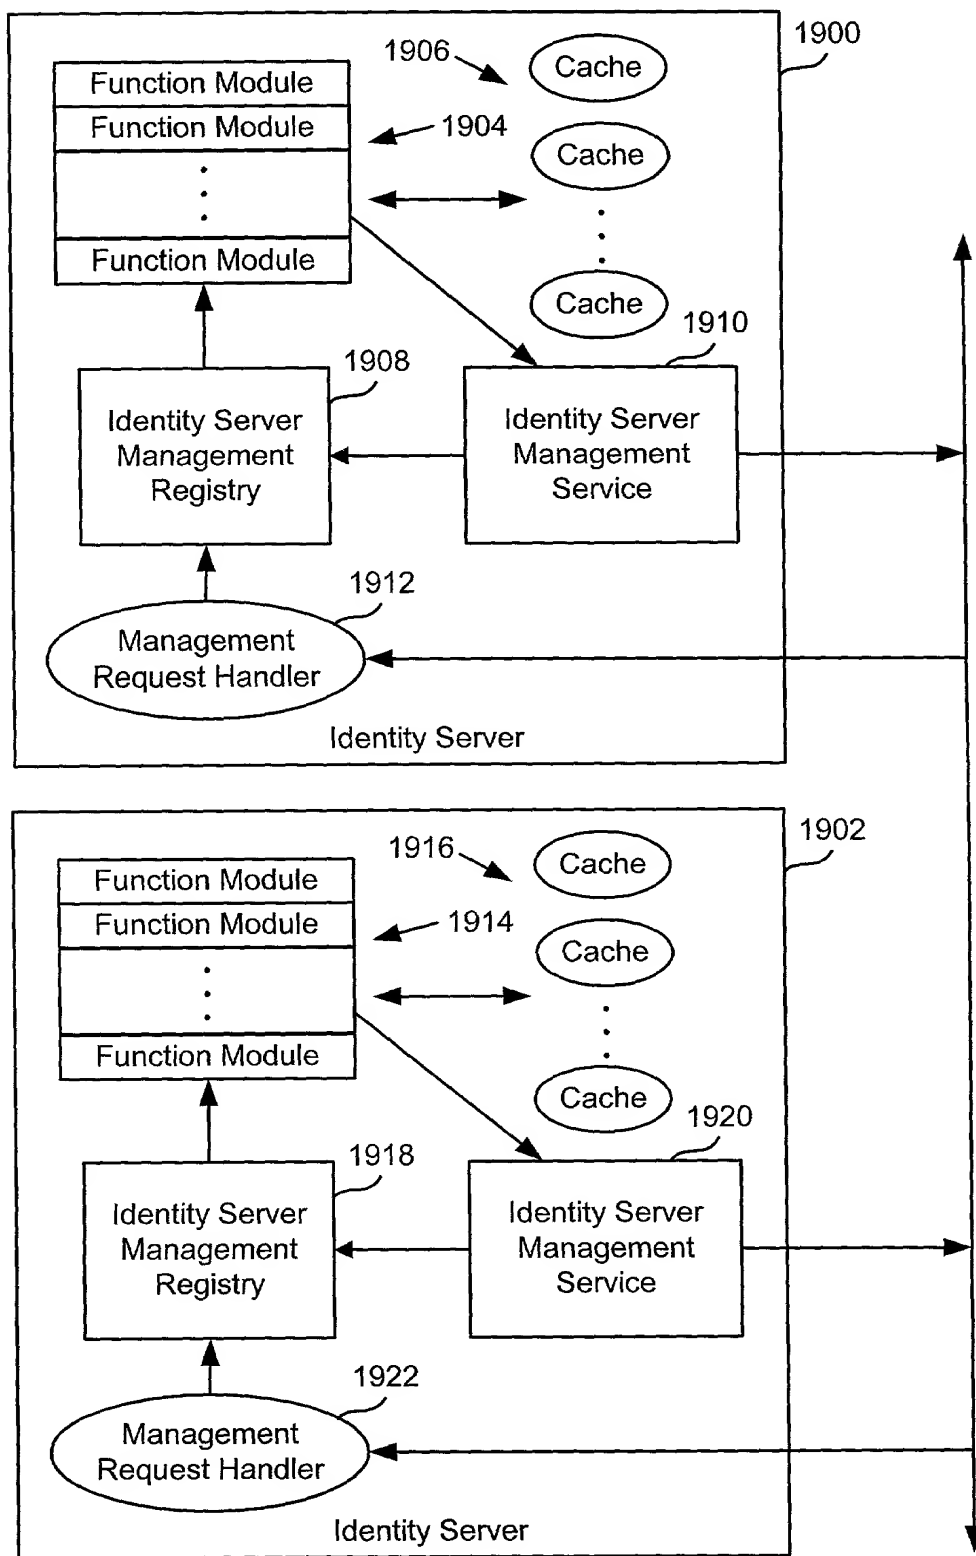 1900
1906
Cache
Function Module
Function Module
1904
Cache
Function Module
Cache
1910
1908
Identity Server
Management
Registry
Identity Server
Management
Service
1912
Management
Request Handler
Identity Server
1902
1916
Cache
Function Module
Function Module
1914
Cache
Function Module
Cache
1920
1918
Identity Server
Management
Registry
Identity Server
Management
Service
1922
Management
Request Handler
Identity Server